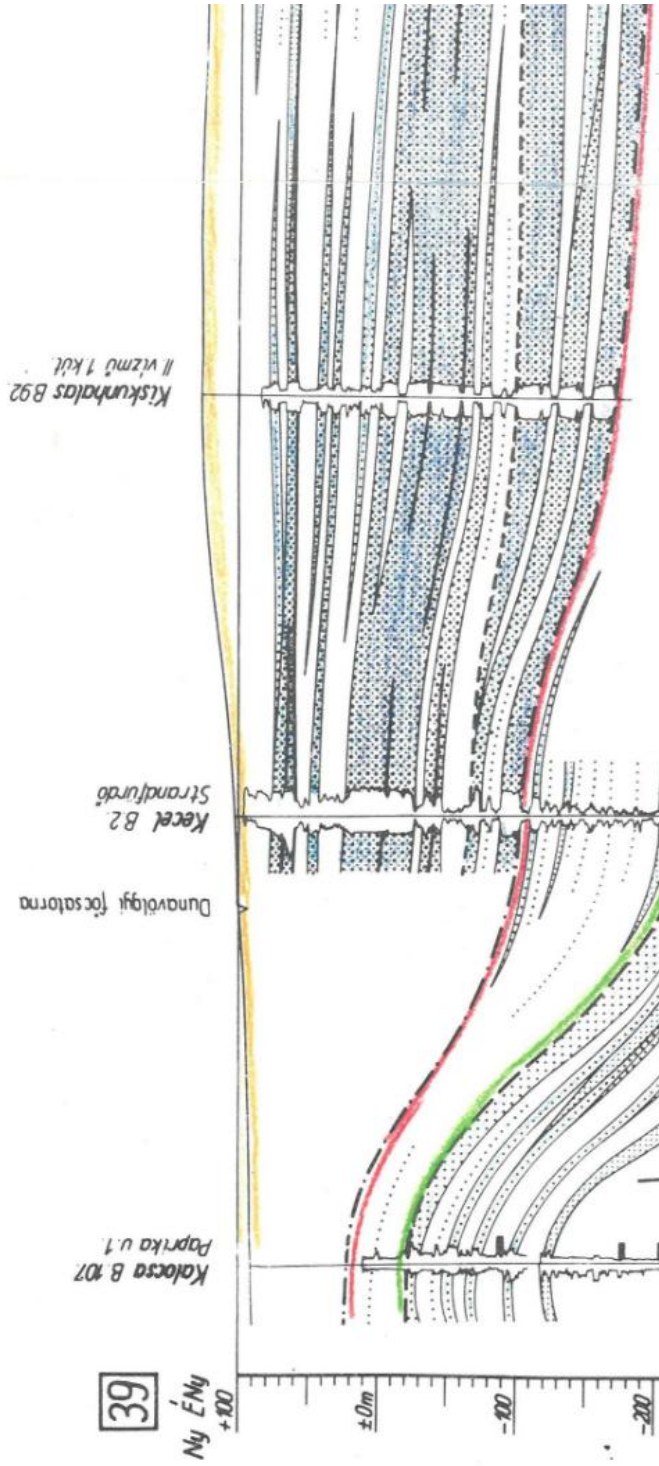 39
Ny ÉNy
+100
±0m
-100
-200
Kalocsa B.107.
Paprika u.1.
Dunavölgyi főcsatorna
Kecel B.2
Strandfürdő
Kiskunhalas B.92
II vízmű 1. kút.